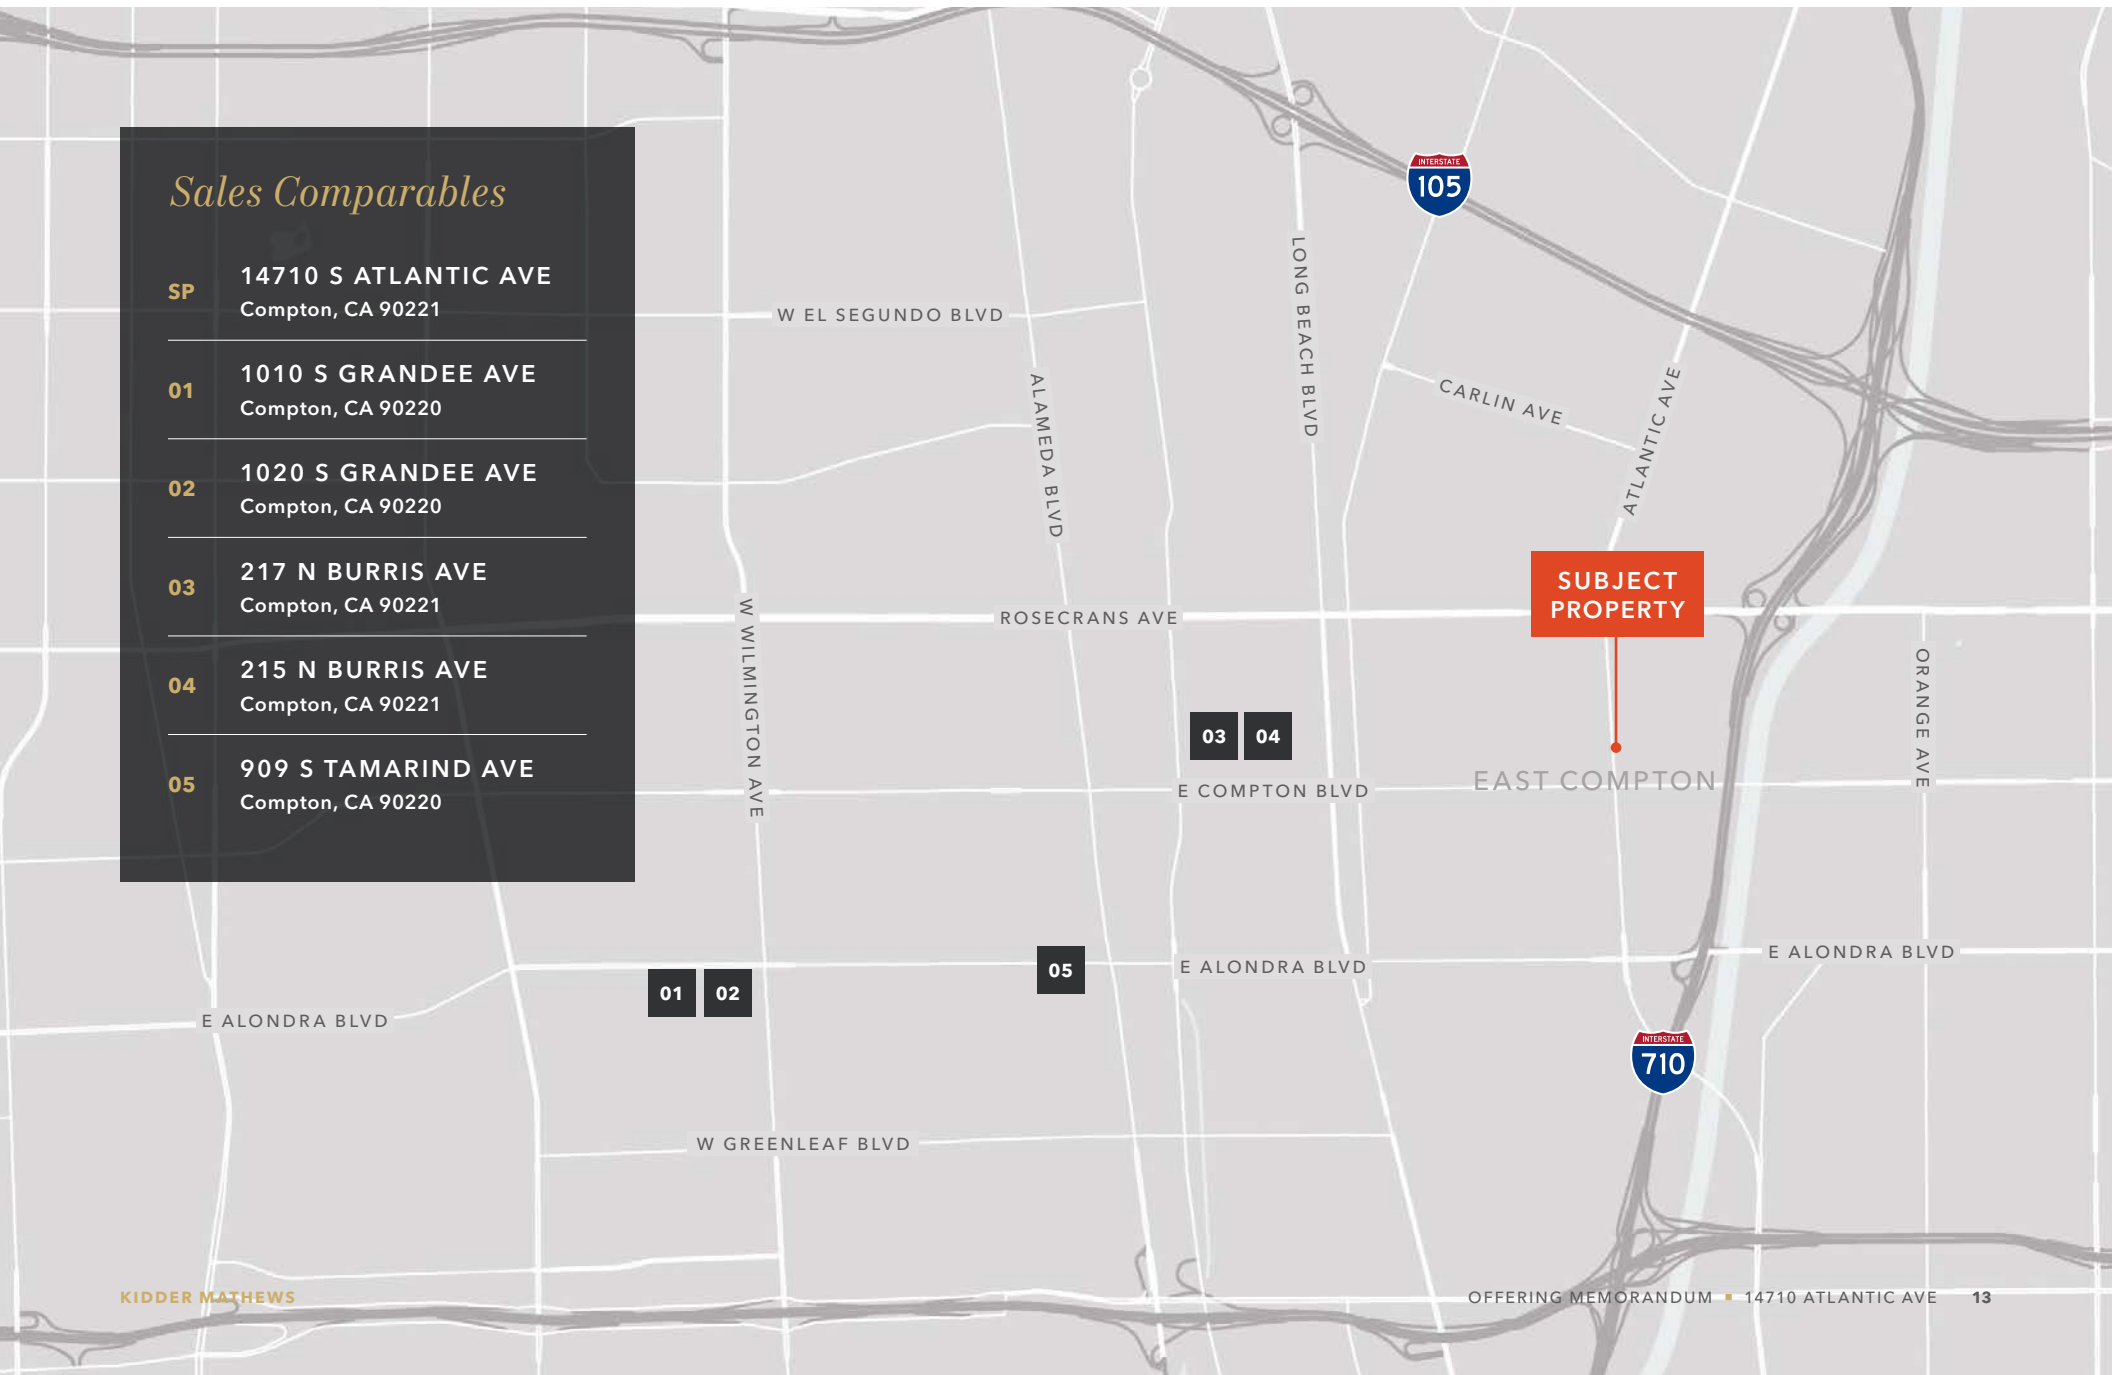 Sales Comparables
SP
14710 S ATLANTIC AVE
Compton, CA 90221
01
1010 S GRANDEE AVE
Compton, CA 90220
02
1020 S GRANDEE AVE
Compton, CA 90220
03
217 N BURRIS AVE
Compton, CA 90221
04
215 N BURRIS AVE
Compton, CA 90221
05
909 S TAMARIND AVE
Compton, CA 90220
INTERSTATE
105
W EL SEGUNDO BLVD
LONG BEACH BLVD
CARLIN AVE
ATLANTIC AVE
ALAMEDA BLVD
SUBJECT
PROPERTY
ROSECRANS AVE
W WILMINGTON AVE
ORANGE AVE
03
04
EAST COMPTON
E COMPTON BLVD
E ALONDRA BLVD
05
E ALONDRA BLVD
01
02
E ALONDRA BLVD
INTERSTATE
710
W GREENLEAF BLVD
KIDDER MATHEWS
OFFERING MEMORANDUM ▪ 14710 ATLANTIC AVE 13